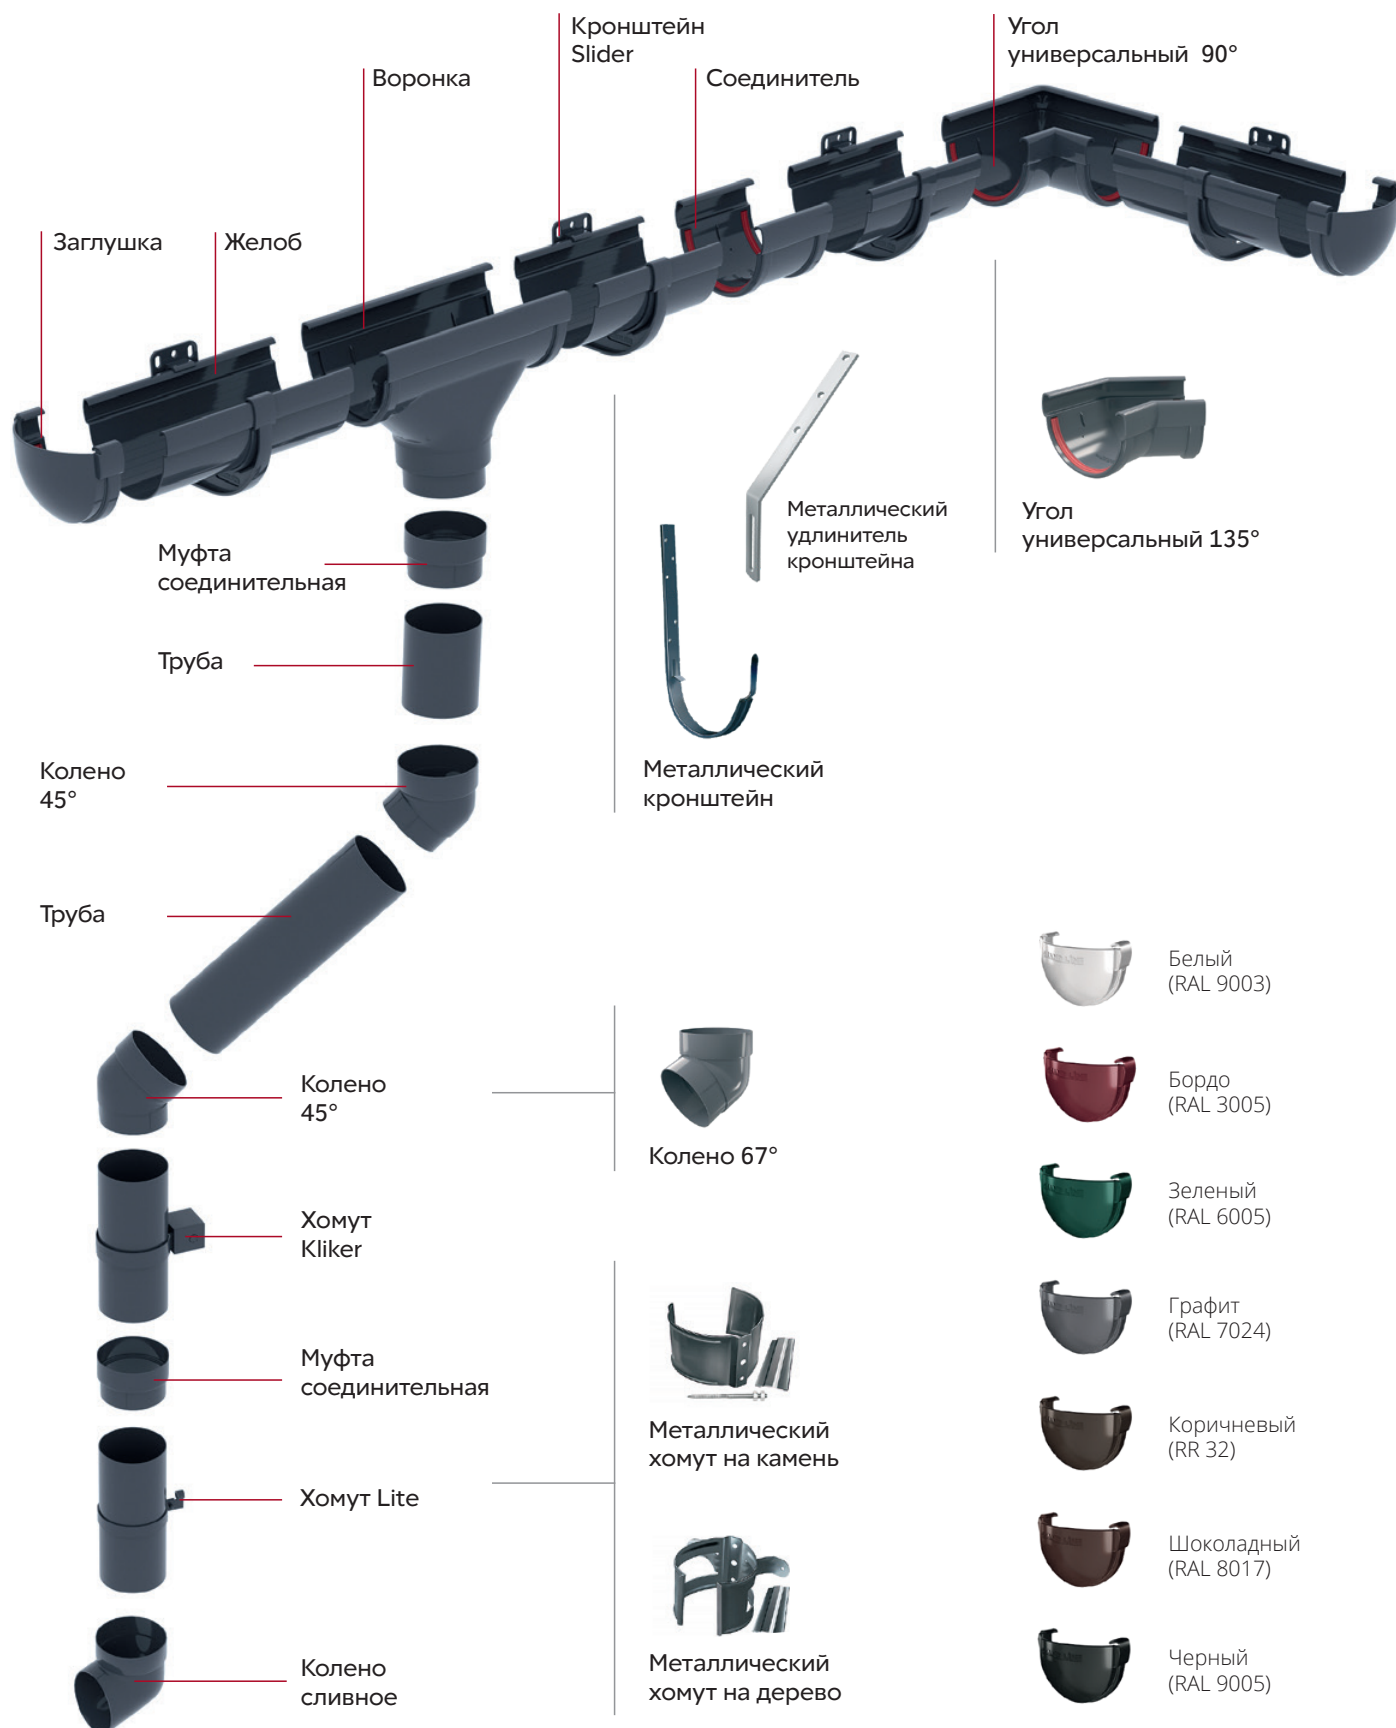 Кронштейн
Slider
Угол
универсальный 90°
Воронка
Соединитель
Заглушка
Желоб
Металлический
удлинитель
кронштейна
Угол
универсальный 135°
Муфта
соединительная
Труба
Металлический
кронштейн
Колено
45°
Труба
Белый
(RAL 9003)
Колено
45°
Колено 67°
Бордо
(RAL 3005)
Зеленый
(RAL 6005)
Хомут
Kliker
Графит
(RAL 7024)
Муфта
соединительная
Металлический
хомут на камень
Коричневый
(RR 32)
Хомут Lite
Шоколадный
(RAL 8017)
Колено
сливное
Металлический
хомут на дерево
Черный
(RAL 9005)